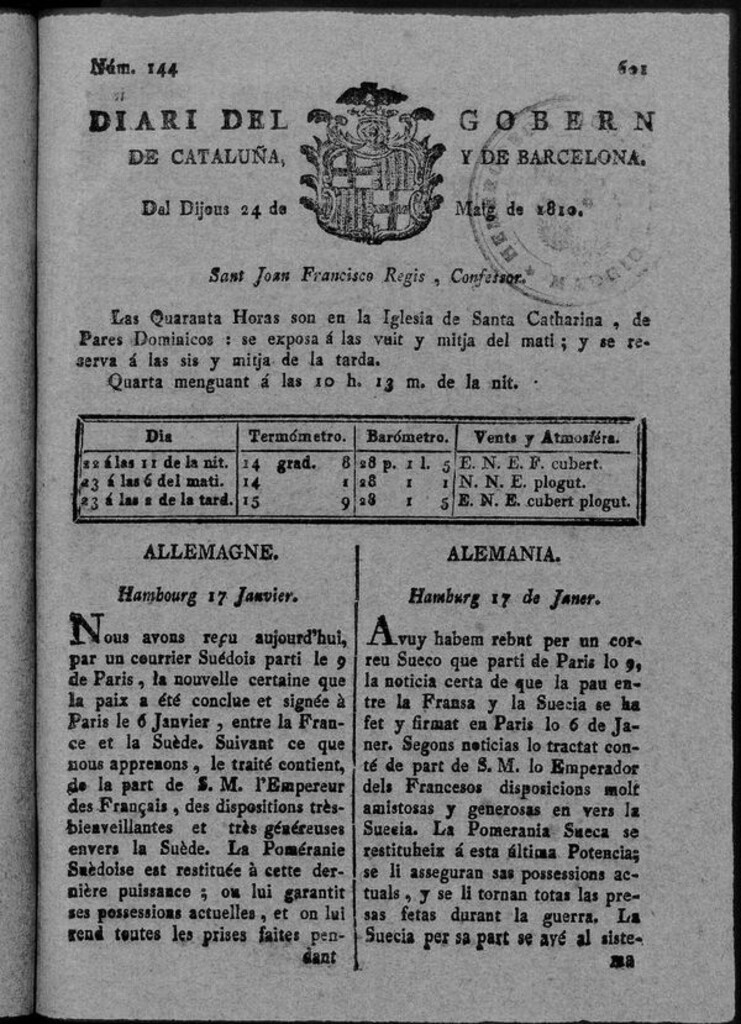 Núm. 144
601
DIARI DEL GOBERN
DE CATALUÑA, Y DE BARCELONA.
Del Dijous 24 de Maig de 1810.
HEMERO
MADRID
Sant Joan Francisco Regis, Confessor.
Las Quaranta Horas son en la Iglesia de Santa Catharina, de
Pares Dominicos : se exposa á las vuit y mitja del mati ; y se re-
serva á las sis y mitja de la tarda.
Quarta menguant á las 10 h. 13 m. de la nit.
Dia Termómetro. Barómetro. Vents y Atmosféra.
22 á las 11 de la nit. 14 grad. 8 28 p. 1 l. 5 E. N. E. F. cubert.
23 á las 6 del mati. 14 1 28 1 1 N. N. E. plogut.
23 á las 2 de la tard. 15 9 28 1 5 E. N. E. cubert plogut.
ALLEMAGNE.
Hambourg 17 Janvier.
Nous avons reçu aujourd'hui,
par un courrier Suédois parti le 9
de Paris, la nouvelle certaine que
la paix a été conclue et signée à
Paris le 6 Janvier, entre la Fran-
ce et la Suède. Suivant ce que
nous apprenons, le traité contient,
de la part de S. M. l'Empereur
des Français, des dispositions très-
bienveillantes et très généreuses
envers la Suède. La Poméranie
Suèdoise est restituée à cette der-
nière puissance ; on lui garantit
ses possessions actuelles, et on lui
rend toutes les prises faites pen-
dant
ALEMANIA.
Hamburg 17 de Janer.
Avuy habem rebut per un cor-
reu Sueco que parti de Paris lo 9,
la noticia certa de que la pau en-
tre la Fransa y la Suecia se ha
fet y firmat en Paris lo 6 de Ja-
ner. Segons noticias lo tractat con-
té de part de S. M. lo Emperador
dels Francesos disposicions molt
amistosas y generosas en vers la
Suecia. La Pomerania Sueca se
restituheix á esta última Potencia;
se li asseguran sas possessions ac-
tuals, y se li tornan totas las pre-
sas fetas durant la guerra. La
Suecia per sa part se avé al siste-
ma